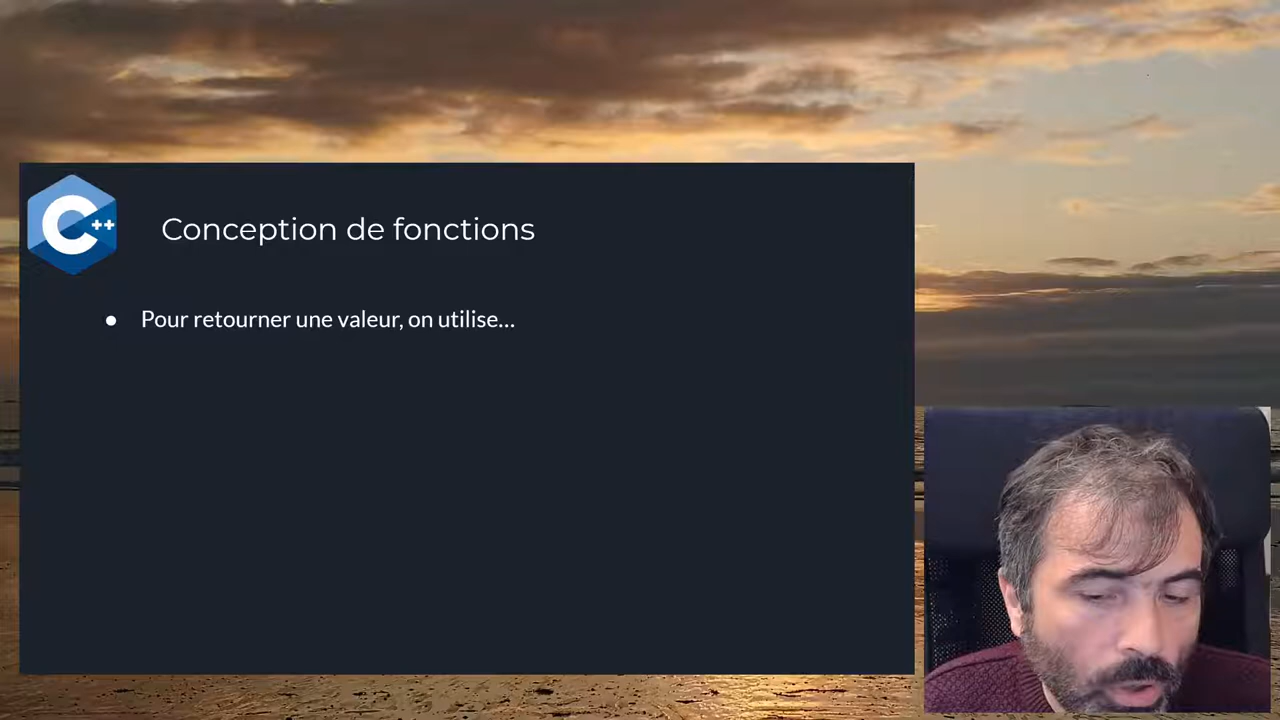 C++
Conception de fonctions
● Pour retourner une valeur, on utilise...